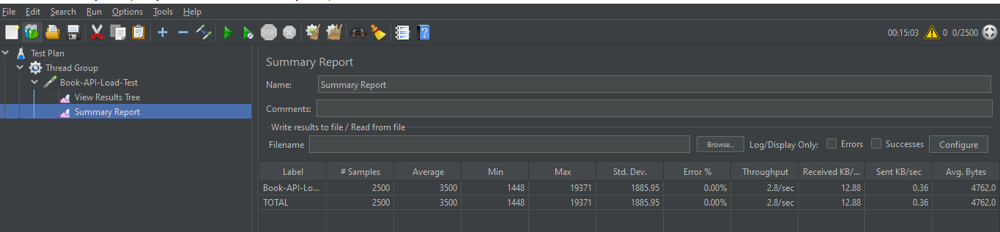 File Edit Search Run Options Tools Help
STOP 00:15:03 0 0/2500
Test Plan
Thread Group
Book-API-Load-Test
View Results Tree
Summary Report
Summary Report
Name: Summary Report
Comments:
Write results to file / Read from file
Filename Browse... Log/Display Only: Errors Successes Configure
Label # Samples Average Min Max Std. Dev. Error % Throughput Received KB/... Sent KB/sec Avg. Bytes
Book-API-Lo... 2500 3500 1448 19371 1885.95 0.00% 2.8/sec 12.88 0.36 4762.0
TOTAL 2500 3500 1448 19371 1885.95 0.00% 2.8/sec 12.88 0.36 4762.0